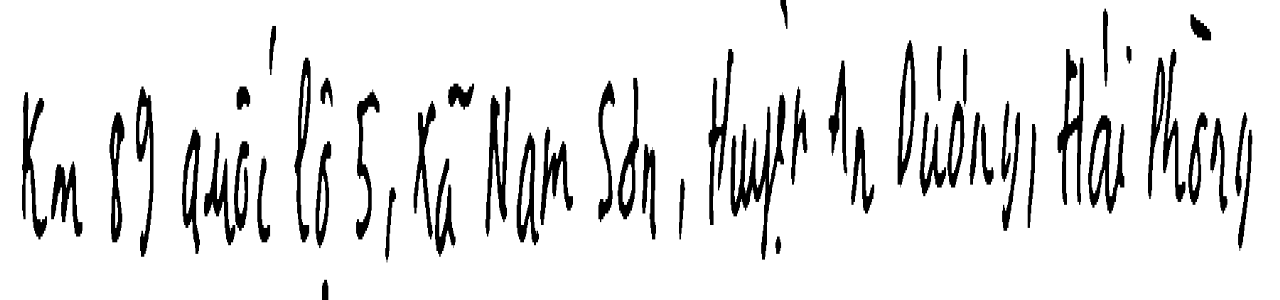 Km 89 quốc lộ 5, Xã Nam Sơn, Huyện An Dương, Hải Phòng